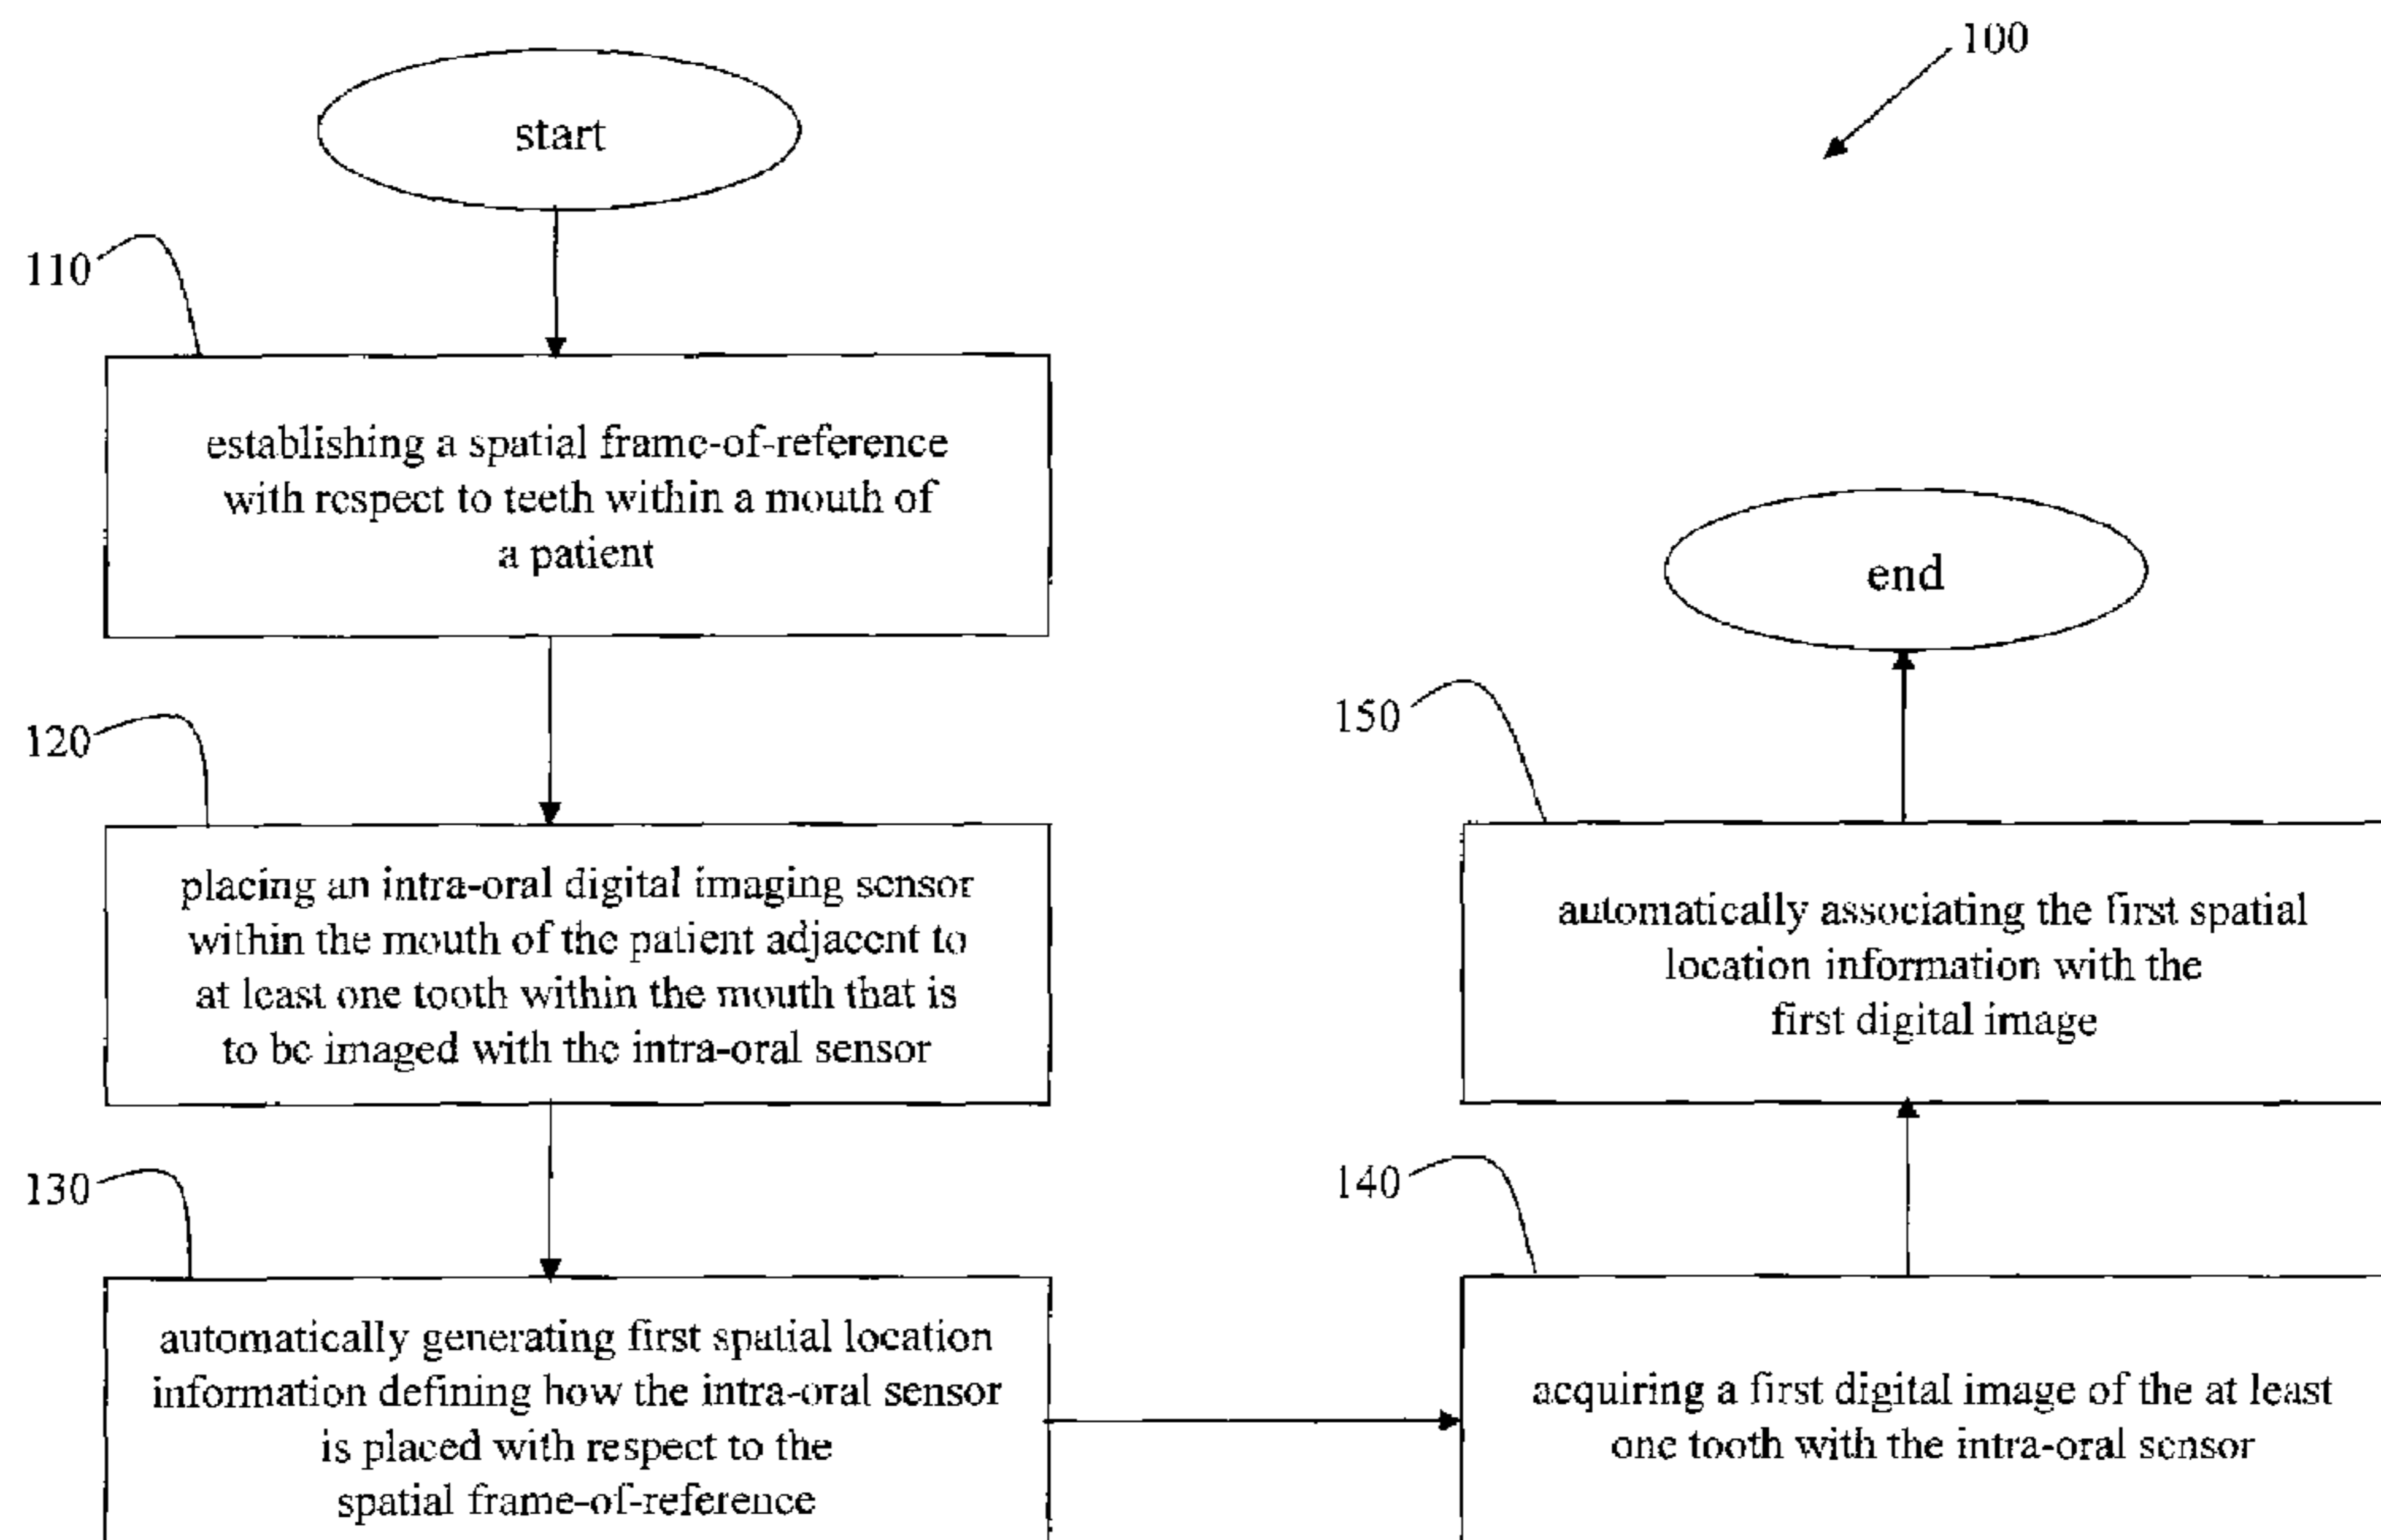 100
start
110
establishing a spatial frame-of-reference
with respect to teeth within a mouth of
a patient
120
placing an intra-oral digital imaging sensor
within the mouth of the patient adjacent to
at least one tooth within the mouth that is
to be imaged with the intra-oral sensor
130
automatically generating first spatial location
information defining how the intra-oral sensor
is placed with respect to the
spatial frame-of-reference
140
acquiring a first digital image of the at least
one tooth with the intra-oral sensor
150
automatically associating the first spatial
location information with the
first digital image
end